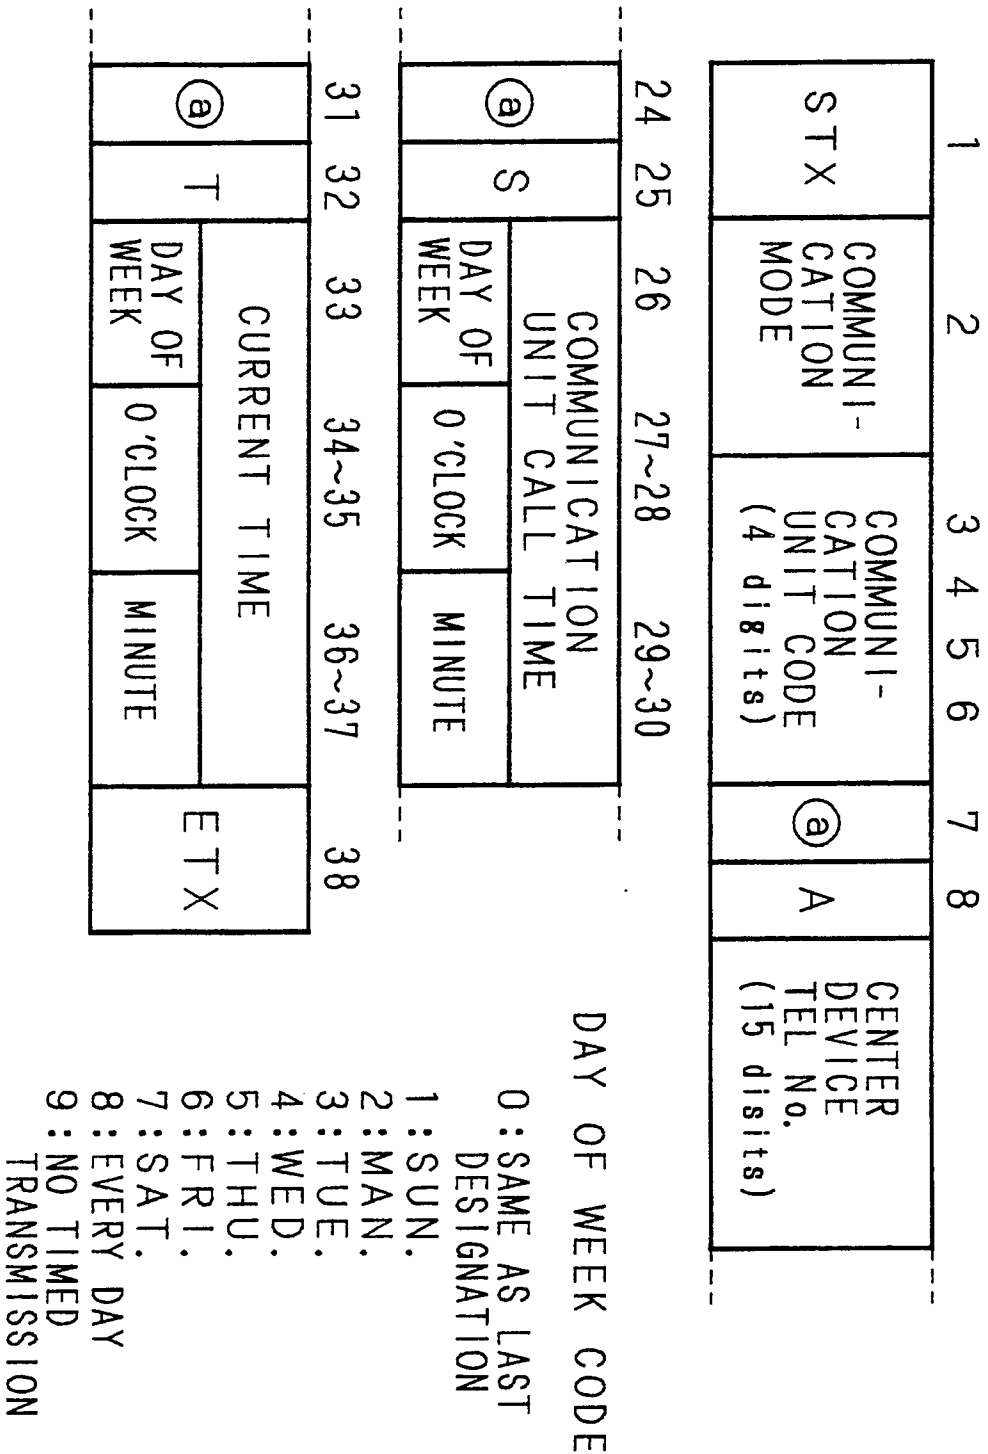 1 2 3 4 5 6 7 8
STX
COMMUNI-
CATION
MODE
COMMUNI-
CATION
UNIT CODE
(4 digits)
ⓐ
A
CENTER
DEVICE
TEL No.
(15 disits)
24 25 26 27~28 29~30
ⓐ
S
COMMUNICATION
UNIT CALL TIME
DAY OF
WEEK
O'CLOCK
MINUTE
31 32 33 34~35 36~37 38
ⓐ
T
CURRENT TIME
DAY OF
WEEK
O'CLOCK
MINUTE
ETX
DAY OF WEEK CODE
0:SAME AS LAST
DESIGNATION
1:SUN.
2:MAN.
3:TUE.
4:WED.
5:THU.
6:FRI.
7:SAT.
8:EVERY DAY
9:NO TIMED
TRANSMISSION